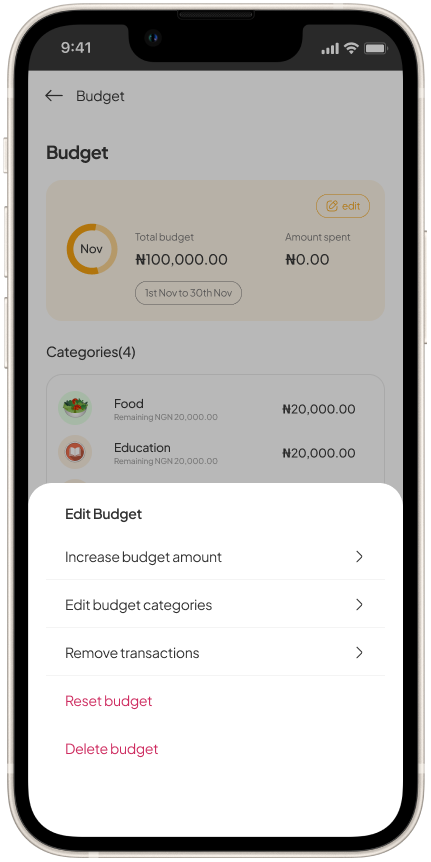 9:41
Budget
Budget
edit
Nov
Total budget
Amount spent
₦100,000.00
₦0.00
1st Nov to 30th Nov
Categories(4)
Food
₦20,000.00
Remaining NGN 20,000.00
Education
₦20,000.00
Remaining NGN 20,000.00
Edit Budget
Increase budget amount
Edit budget categories
Remove transactions
Reset budget
Delete budget